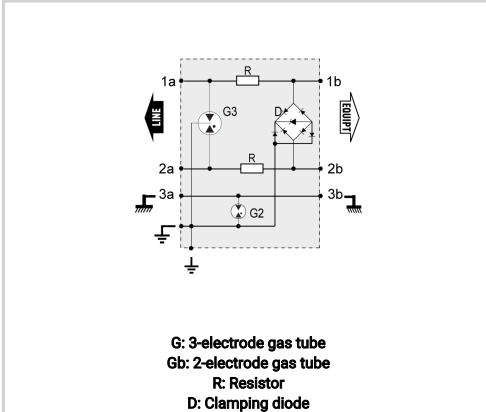 R
1a 1b
LINE G3 D EQUIPT
R
2a 2b
3a 3b
G2
G: 3-electrode gas tube
Gb: 2-electrode gas tube
R: Resistor
D: Clamping diode